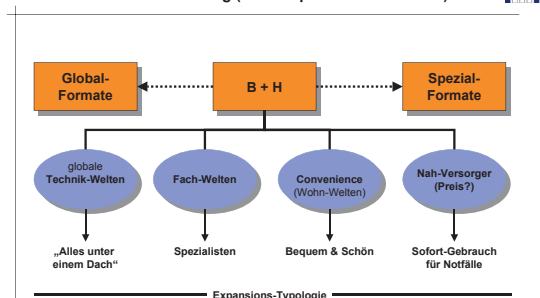 Global-
Formate
B + H
Spezial-
Formate
globale
Technik-Welten
Fach-Welten
Convenience
(Wohn-Welten)
Nah-Versorger
(Preis?)
„Alles unter
einem Dach“
Spezialisten
Bequem & Schön
Sofort-Gebrauch
für Notfälle
Expansions-Typologie